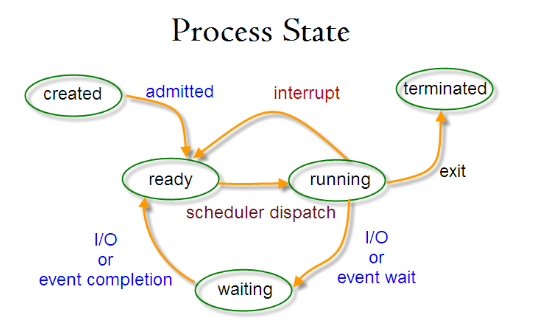 Process State
created
admitted
interrupt
terminated
ready
running
exit
scheduler dispatch
I/O
or
event completion
I/O
or
event wait
waiting